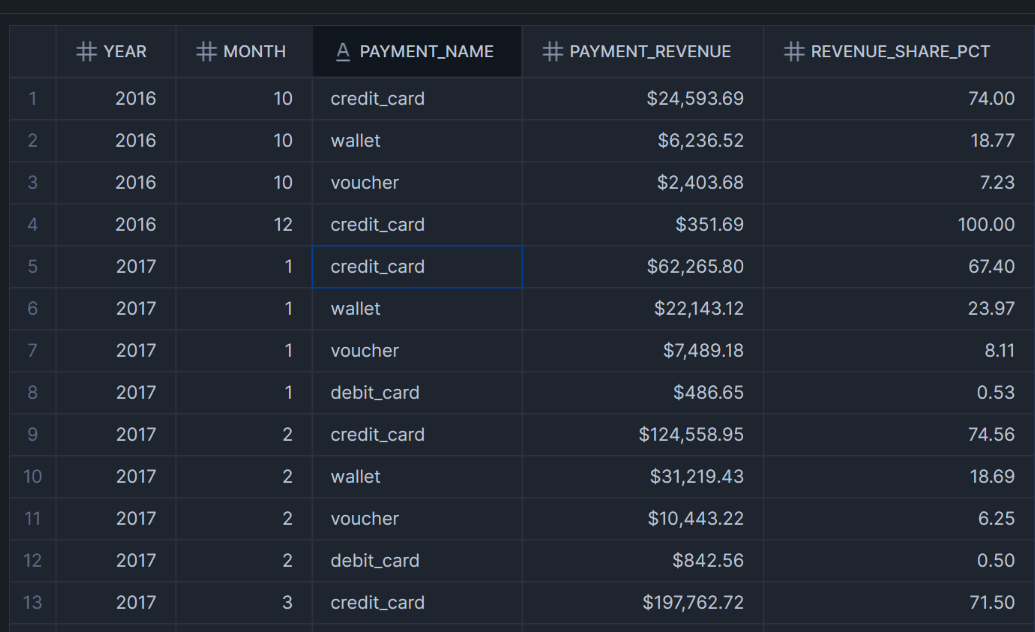 # YEAR # MONTH A PAYMENT_NAME # PAYMENT_REVENUE # REVENUE_SHARE_PCT
1 2016 10 credit_card $24,593.69 74.00
2 2016 10 wallet $6,236.52 18.77
3 2016 10 voucher $2,403.68 7.23
4 2016 12 credit_card $351.69 100.00
5 2017 1 credit_card $62,265.80 67.40
6 2017 1 wallet $22,143.12 23.97
7 2017 1 voucher $7,489.18 8.11
8 2017 1 debit_card $486.65 0.53
9 2017 2 credit_card $124,558.95 74.56
10 2017 2 wallet $31,219.43 18.69
11 2017 2 voucher $10,443.22 6.25
12 2017 2 debit_card $842.56 0.50
13 2017 3 credit_card $197,762.72 71.50